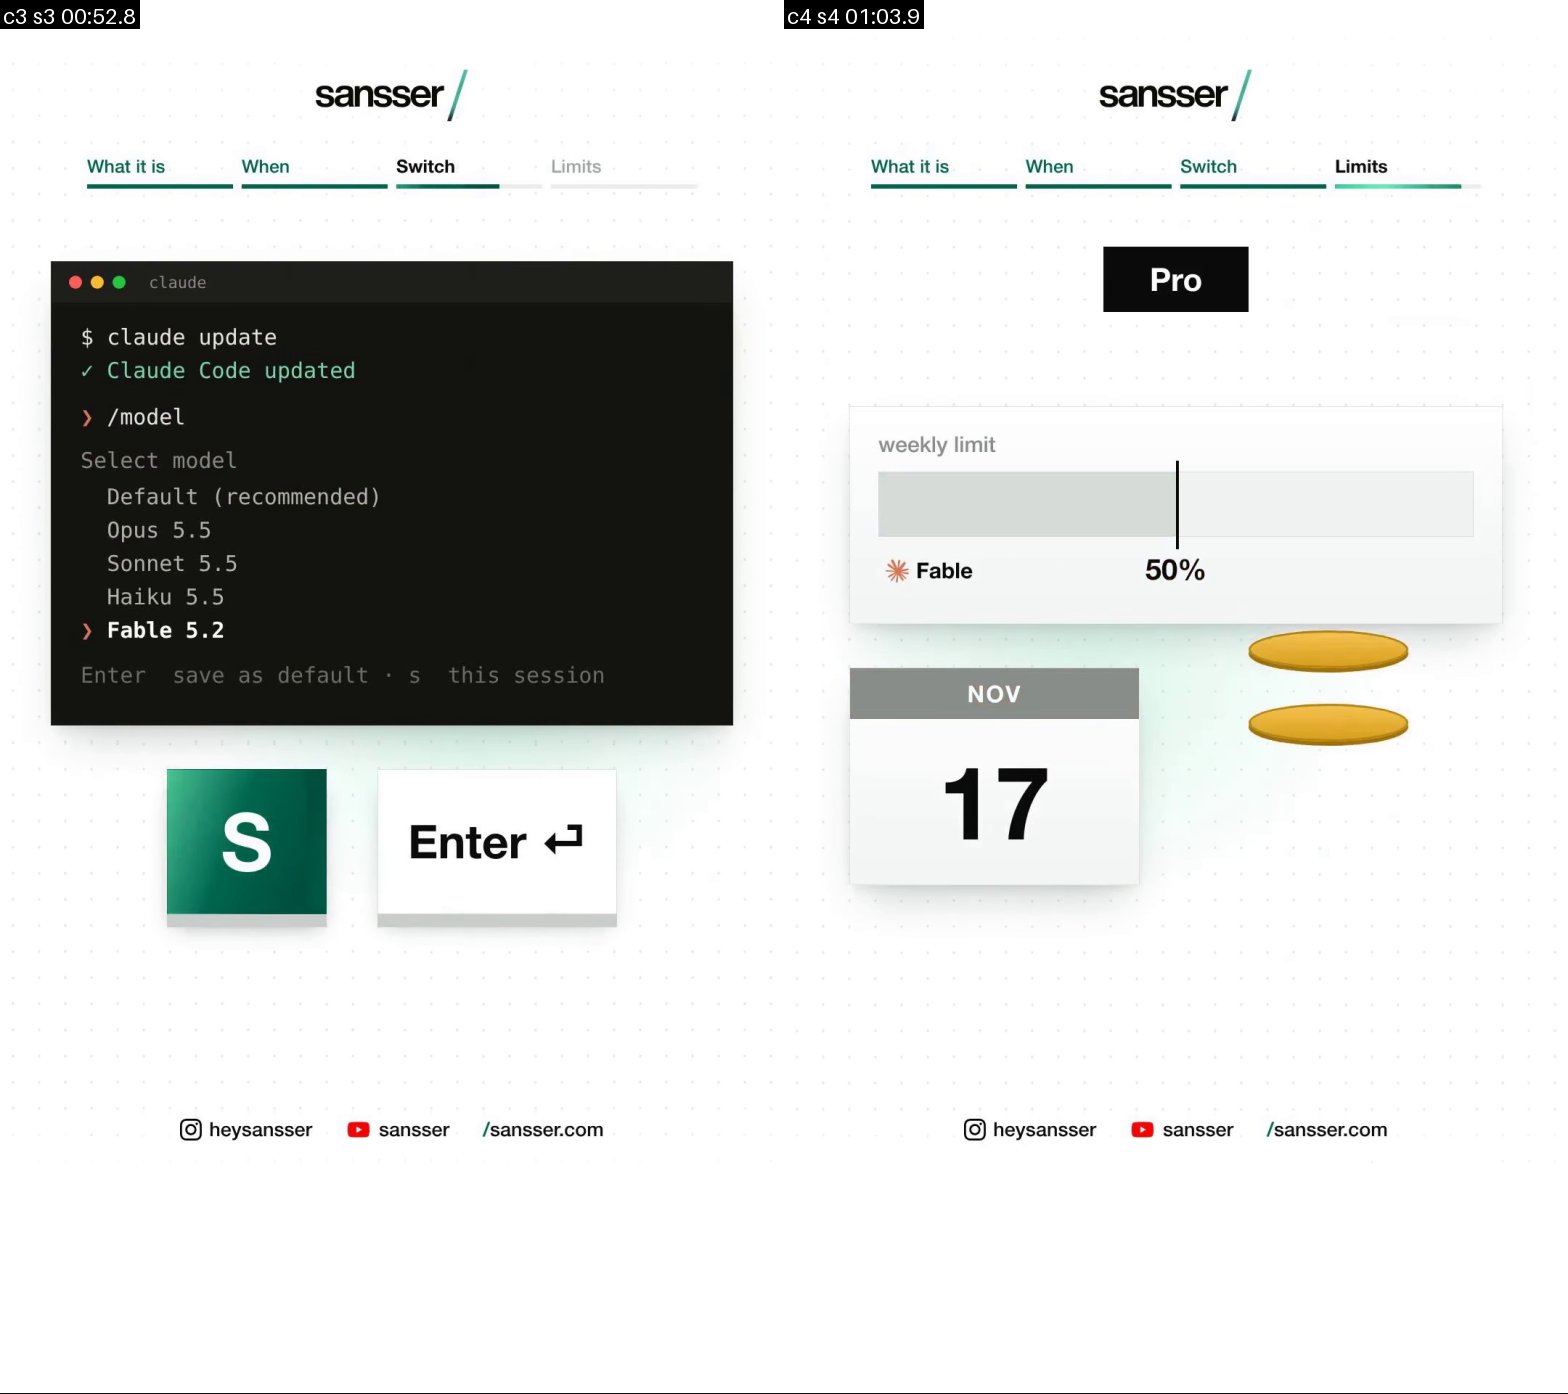 c3 s3 00:52.8
sansser/
What it is When Switch Limits
claude
$ claude update
✓ Claude Code updated
❯ /model
Select model
Default (recommended)
Opus 5.5
Sonnet 5.5
Haiku 5.5
❯ Fable 5.2
Enter save as default · s this session
S
Enter ↵
heysansser sansser /sansser.com
c4 s4 01:03.9
sansser/
What it is When Switch Limits
Pro
weekly limit
Fable 50%
NOV
17
heysansser sansser /sansser.com